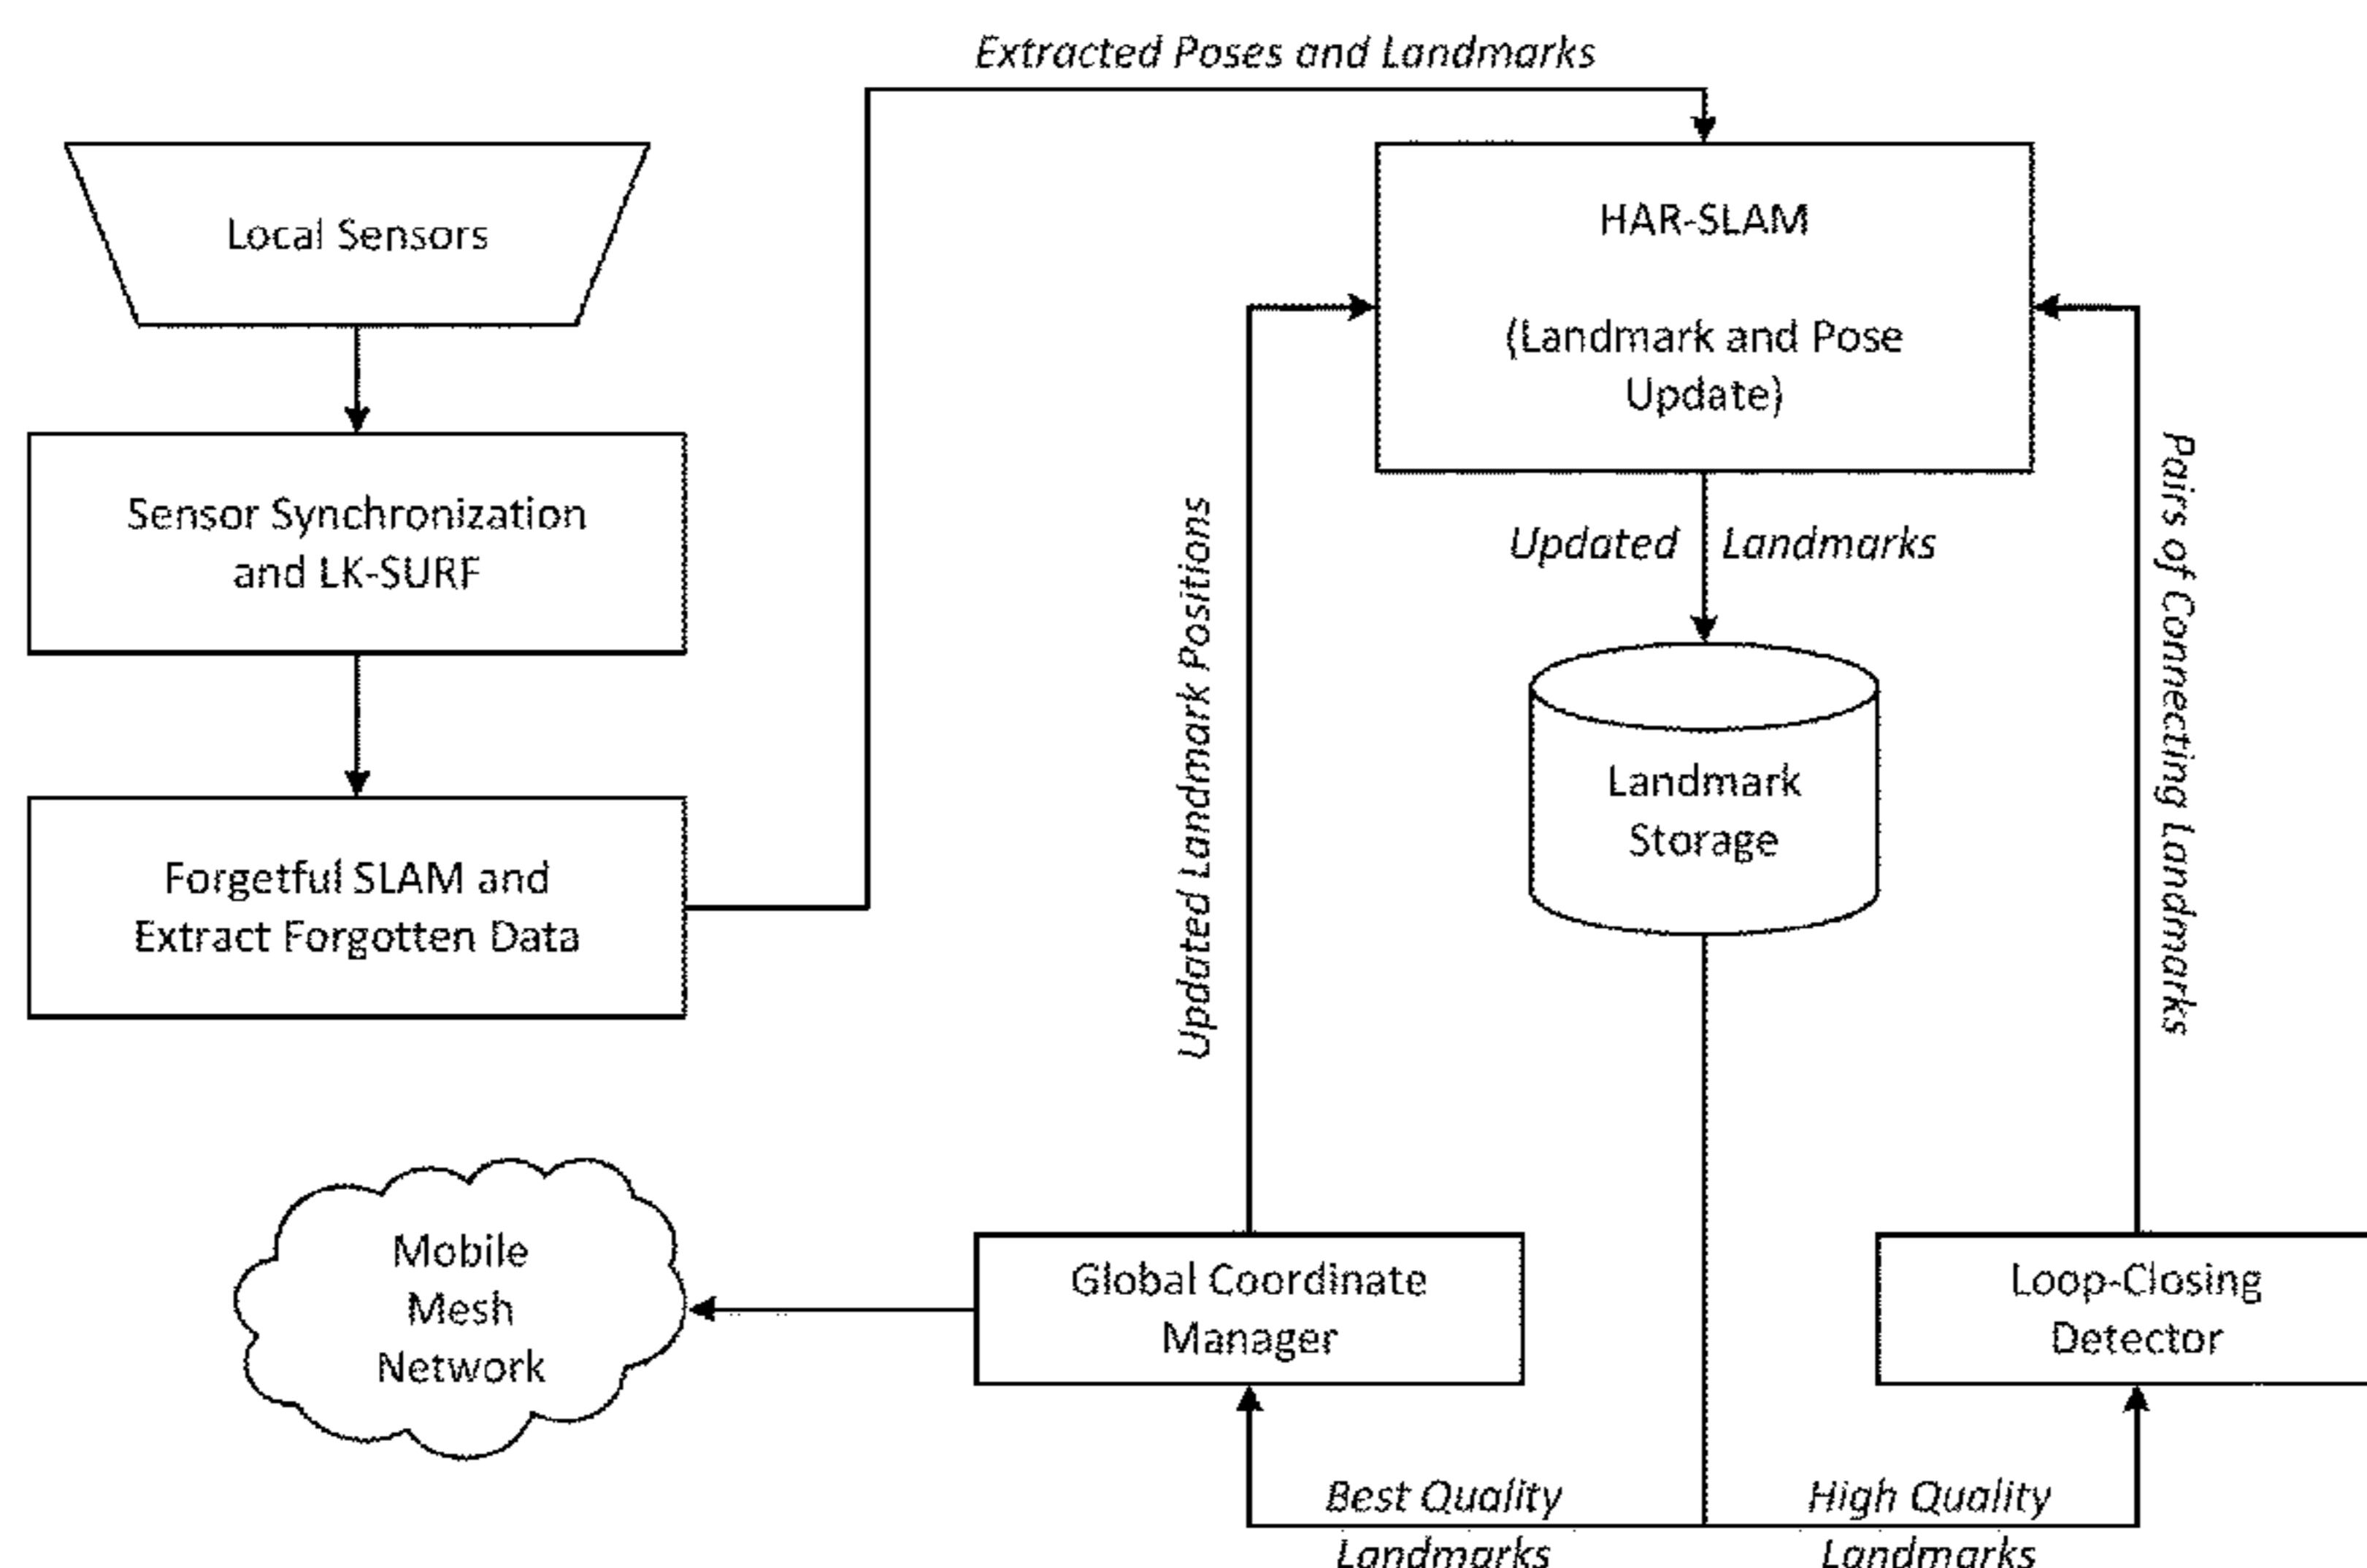 Extracted Poses and Landmarks
Local Sensors
HAR-SLAM
(Landmark and Pose
Update)
Sensor Synchronization
and LK-SURF
Updated Landmarks
Updated Landmark Positions
Pairs of Connecting Landmarks
Landmark
Storage
Forgetful SLAM and
Extract Forgotten Data
Mobile
Mesh
Network
Global Coordinate
Manager
Loop-Closing
Detector
Best Quality
Landmarks
High Quality
Landmarks